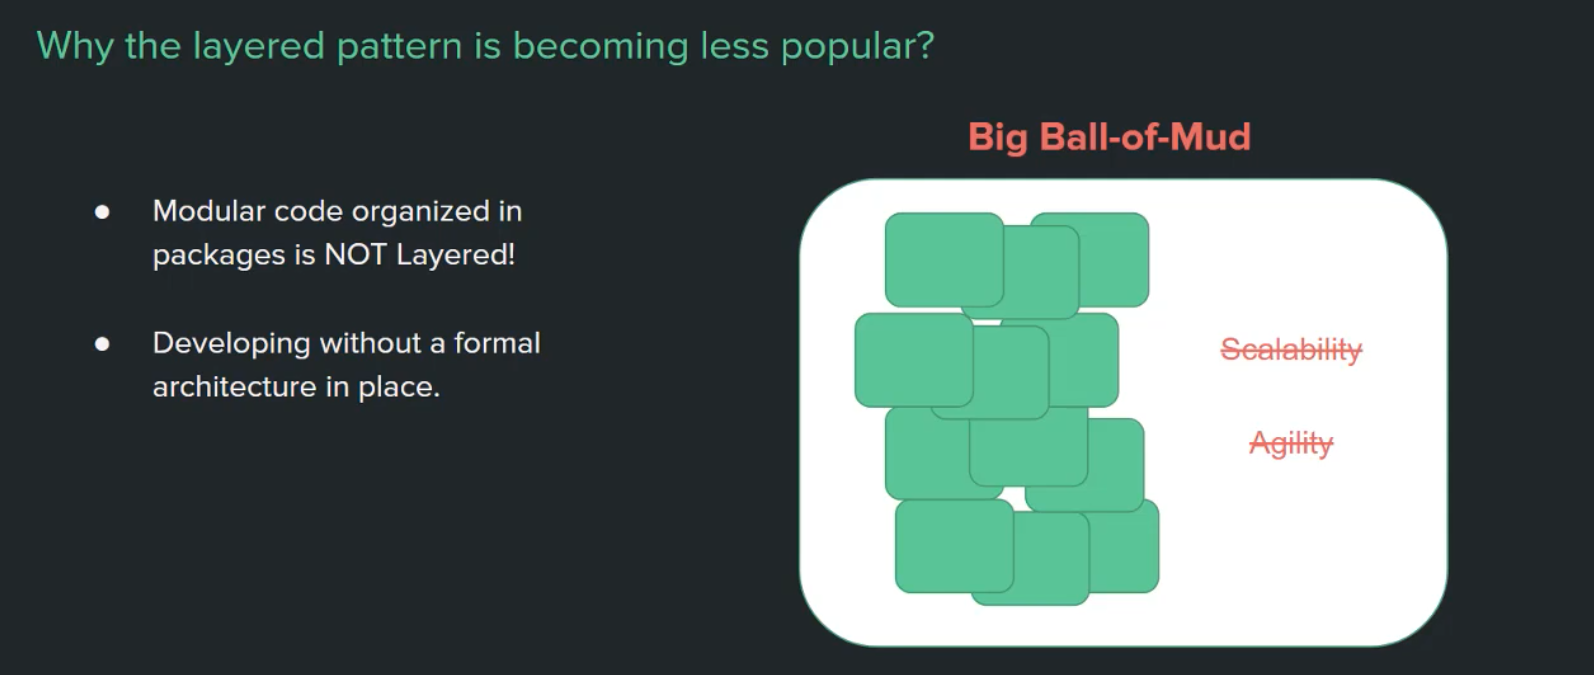 Why the layered pattern is becoming less popular?
Big Ball-of-Mud
● Modular code organized in
packages is NOT Layered!
● Developing without a formal
architecture in place.
Scalability
Agility